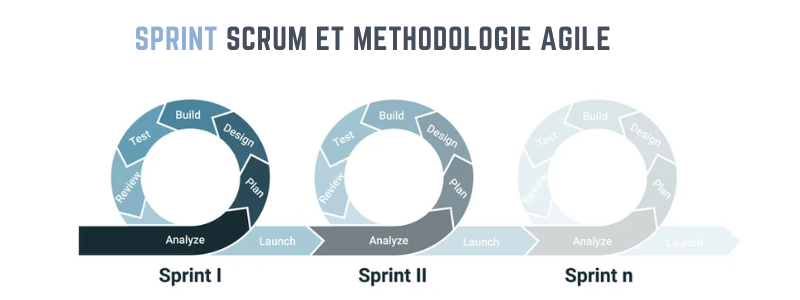 SPRINT SCRUM ET METHODOLOGIE AGILE
Build
Test
Design
Review
Plan
Analyze
Launch
Sprint I
Build
Test
Design
Review
Plan
Analyze
Launch
Sprint II
Build
Test
Design
Review
Plan
Analyze
Launch
Sprint n